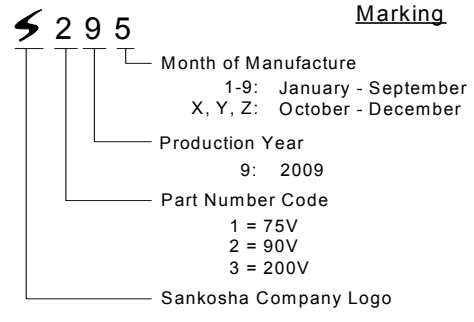 Marking
2 9 5
Month of Manufacture
1-9: January - September
X, Y, Z: October - December
Production Year
9: 2009
Part Number Code
1 = 75V
2 = 90V
3 = 200V
Sankosha Company Logo